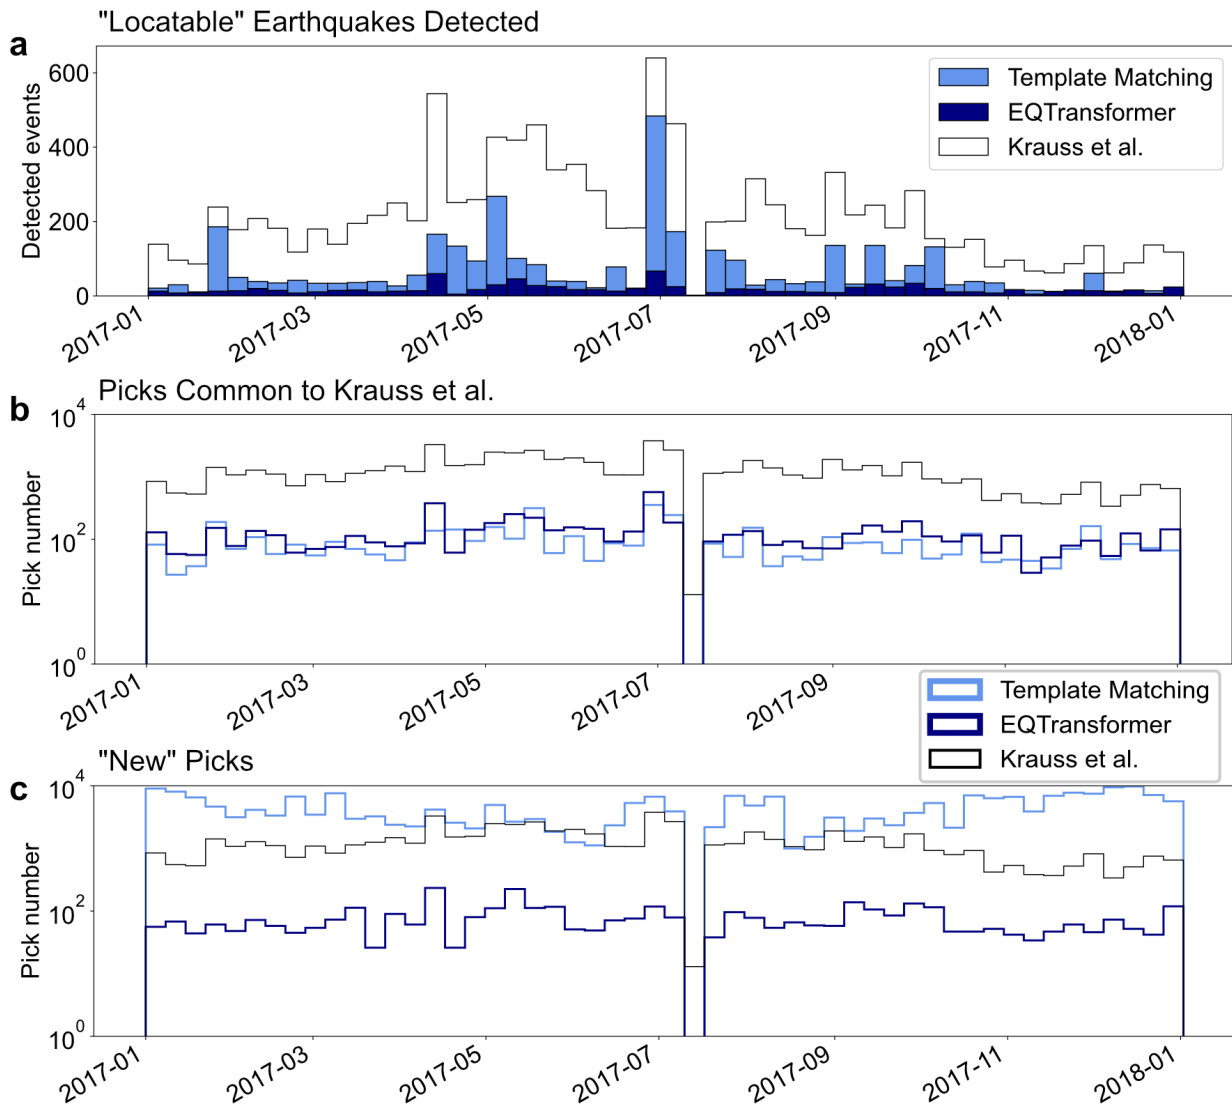 "Locatable" Earthquakes Detected
a
600
400
200
0
Detected events
Template Matching
EQTransformer
Krauss et al.
2017-01
2017-03
2017-05
2017-07
2017-09
2017-11
2018-01
Picks Common to Krauss et al.
b
10^4
10^2
10^0
Pick number
2017-01
2017-03
2017-05
2017-07
2017-09
Template Matching
EQTransformer
Krauss et al.
"New" Picks
c
10^4
10^2
10^0
Pick number
2017-01
2017-03
2017-05
2017-07
2017-09
2017-11
2018-01